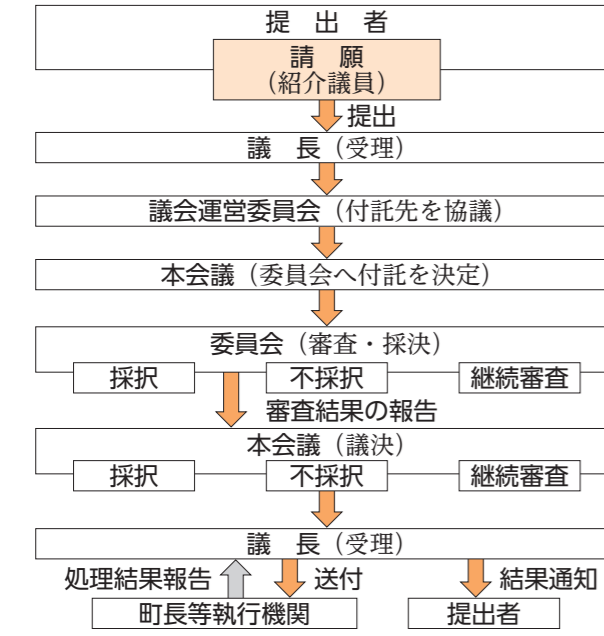 提 出 者
請 願
（紹介議員）
提出
議 長（受理）
議会運営委員会（付託先を協議）
本会議（委員会へ付託を決定）
委員会（審査・採決）
採択 不採択 継続審査
審査結果の報告
本会議（議決）
採択 不採択 継続審査
議 長（受理）
処理結果報告 送付 結果通知
町長等執行機関 提出者